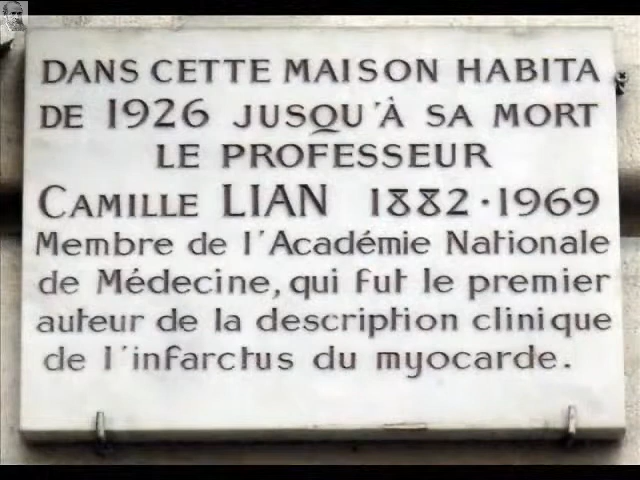 DANS CETTE MAISON HABITA
DE 1926 JUSQU'À SA MORT
LE PROFESSEUR
CAMILLE LIAN 1882·1969
Membre de l'Académie Nationale
de Médecine, qui fut le premier
auteur de la description clinique
de l'infarctus du myocarde.